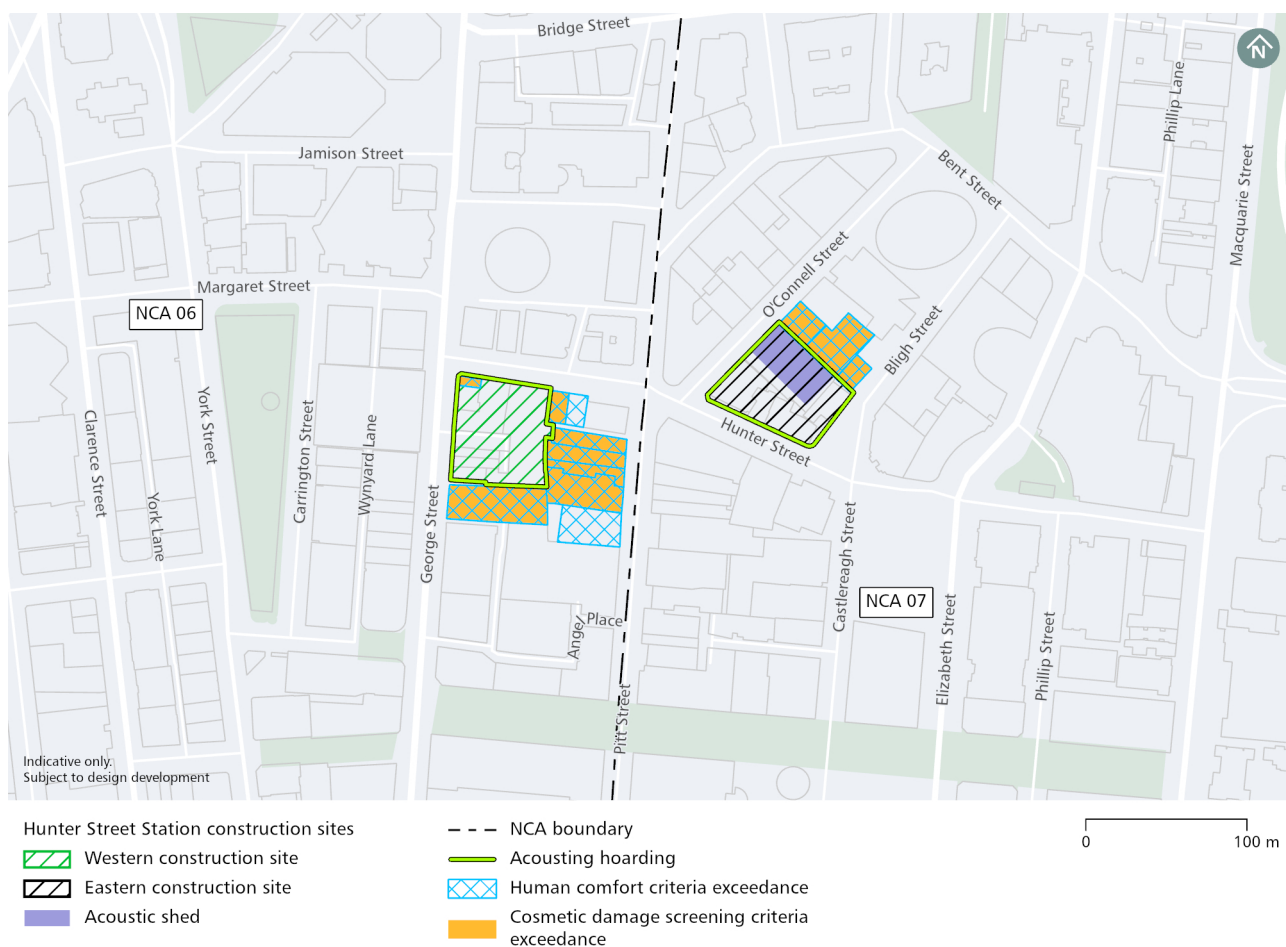 Bridge Street
N
Phillip Lane
Jamison Street
Bent Street
Macquarie Street
O'Connell Street
Margaret Street
NCA 06
Bligh Street
York Street
Clarence Street
Carrington Street
Wynyard Lane
Hunter Street
York Lane
George Street
Castlereagh Street
NCA 07
Angel Place
Elizabeth Street
Phillip Street
Pitt Street
Indicative only.
Subject to design development
Hunter Street Station construction sites
Western construction site
Eastern construction site
Acoustic shed
NCA boundary
Acousting hoarding
Human comfort criteria exceedance
Cosmetic damage screening criteria
exceedance
0 100 m